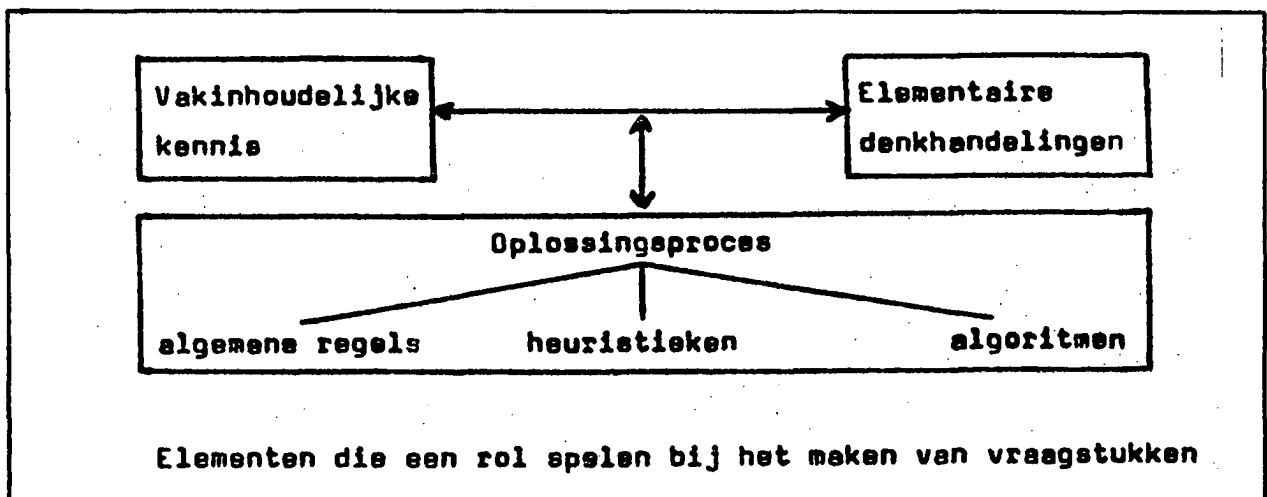 Vakinhoudelijke
kennis
Elementaire
denkhandelingen
Oplossingsproces
algemene regels heuristieken algoritmen
Elementen die een rol spelen bij het maken van vraagstukken